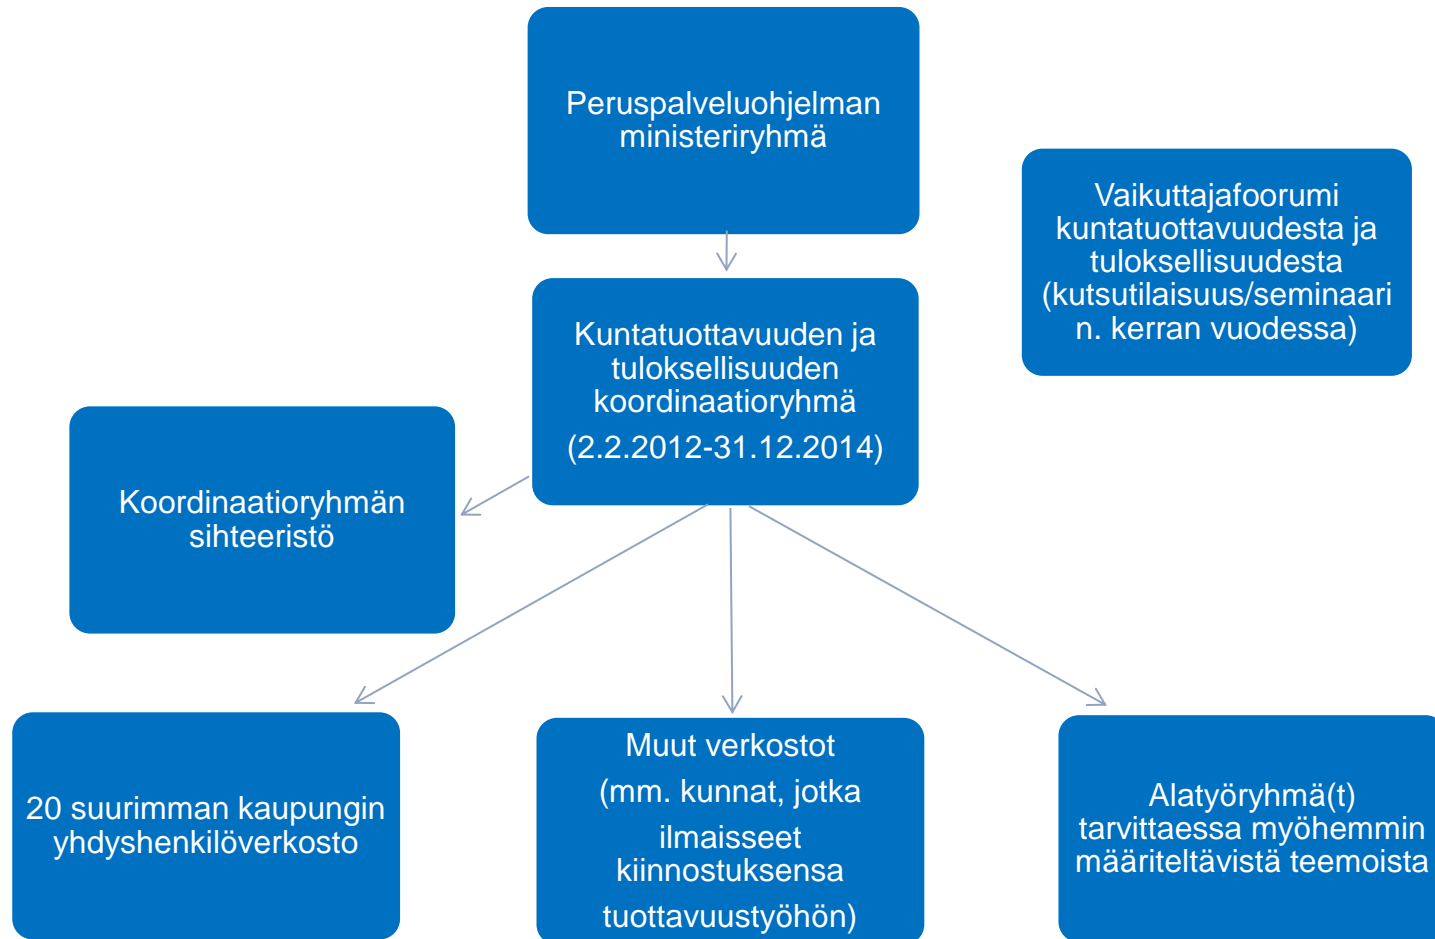 Peruspalveluohjelman
ministeriryhmä
Vaikuttajafoorumi
kuntatuottavuudesta ja
tuloksellisuudesta
(kutsutilaisuus/seminaari
n. kerran vuodessa)
Kuntatuottavuuden ja
tuloksellisuuden
koordinaatioryhmä
(2.2.2012-31.12.2014)
Koordinaatioryhmän
sihteeristö
20 suurimman kaupungin
yhdyshenkilöverkosto
Muut verkostot
(mm. kunnat, jotka
ilmaisseet
kiinnostuksensa
tuottavuustyöhön)
Alatyöryhmä(t)
tarvittaessa myöhemmin
määriteltävistä teemoista